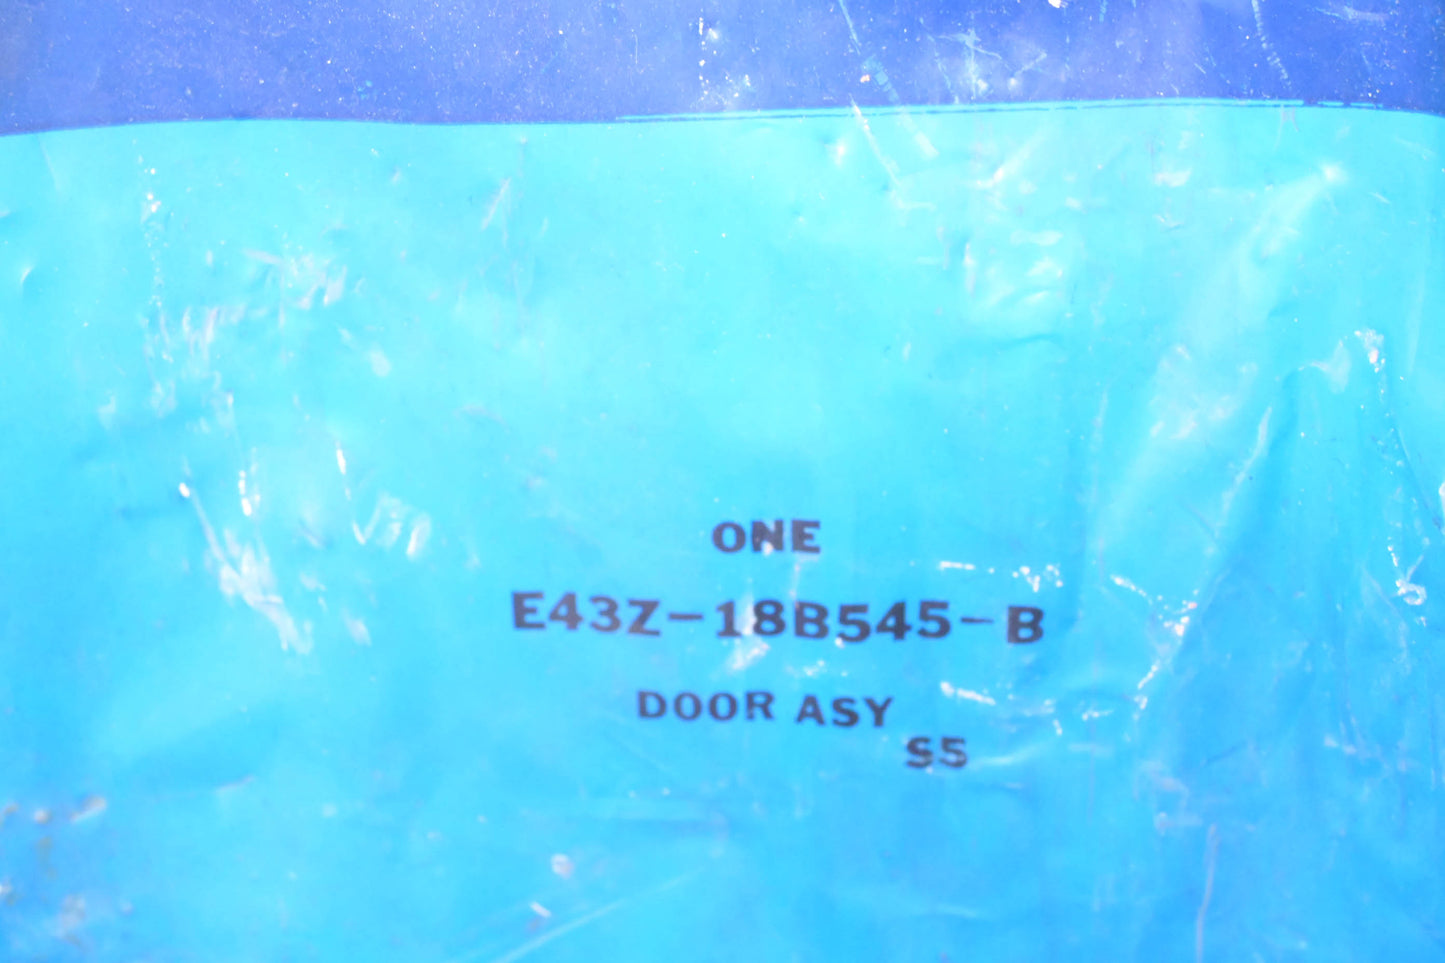 ONE
E43Z-18B545-B
DOOR ASY
S5